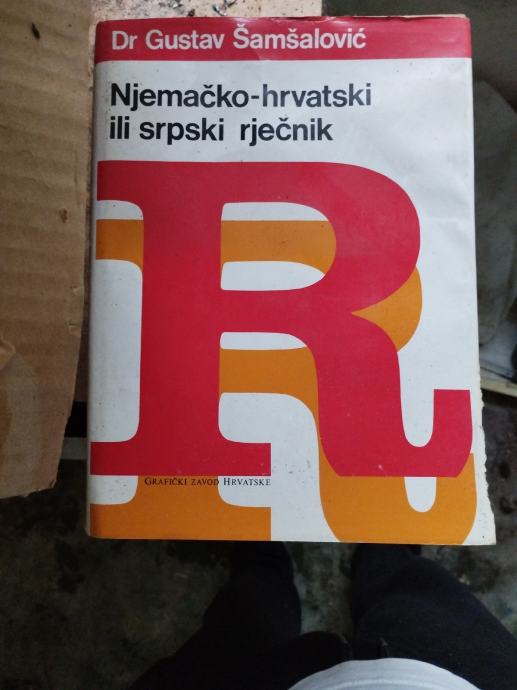 Dr Gustav Šamšalović
Njemačko-hrvatski
ili srpski rječnik
R
GRAFIČKI ZAVOD HRVATSKE